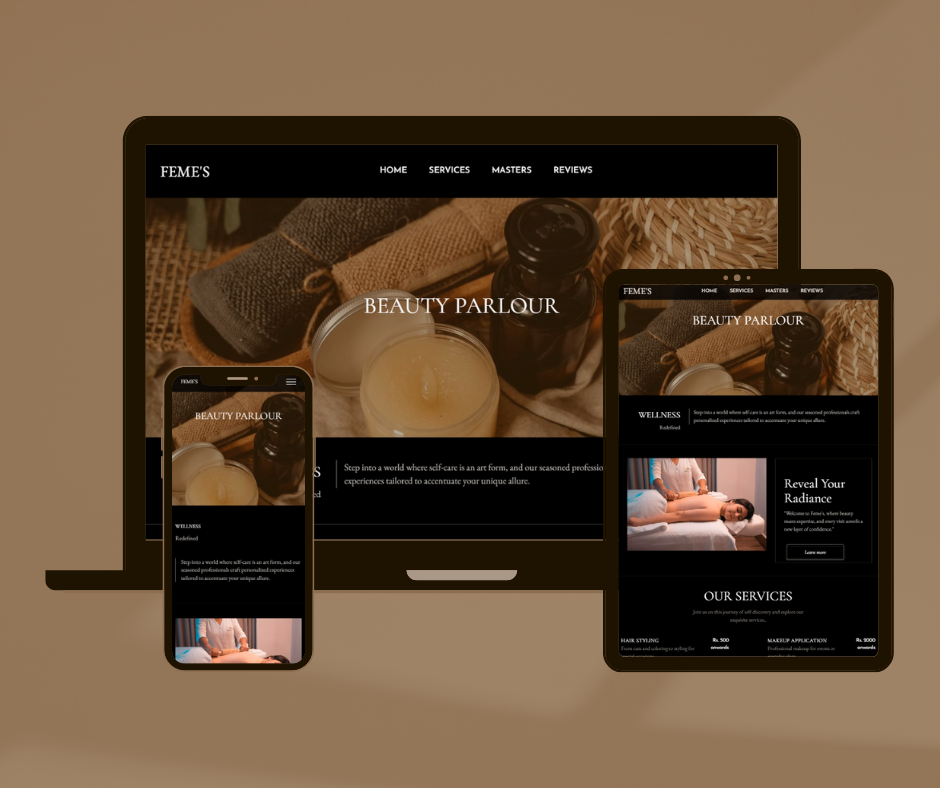 FEME'S
HOME SERVICES MASTERS REVIEWS
BEAUTY PARLOUR
Step into a world where self-care is an art form, and our seasoned professio
experiences tailored to accentuate your unique allure.
S
ed
FEME'S
BEAUTY PARLOUR
WELLNESS
Redefined
Step into a world where self-care is an art form, and our
seasoned professionals craft personalised experiences
tailored to accentuate your unique allure.
FEME'S
HOME SERVICES MASTERS REVIEWS
BEAUTY PARLOUR
WELLNESS
Redefined
Step into a world where self-care is an art form, and our seasoned professionals craft
personalised experiences tailored to accentuate your unique allure.
Reveal Your
Radiance
"Welcome to Feme's, where beauty
meets expertise, and every visit unveils a
new layer of confidence."
Learn more
OUR SERVICES
Join us on this journey of self-discovery and explore our
exquisite services..
HAIR STYLING
Rs. 500
onwards
From cuts and coloring to styling for
MAKEUP APPLICATION
Rs. 2000
onwards
Professional makeup for events or